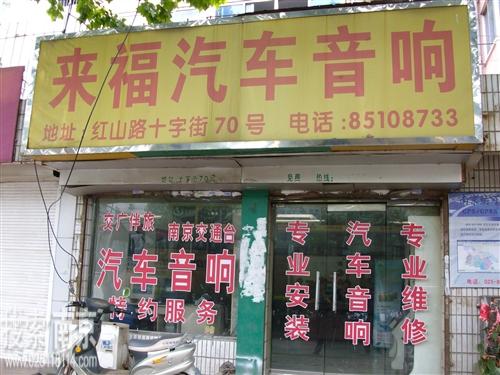 来福汽车音响
地址:红山路十字街70号 电话:85108733
交广伴旅 南京交通台
汽车音响
特约服务
专业安装
汽车音响
专业维修